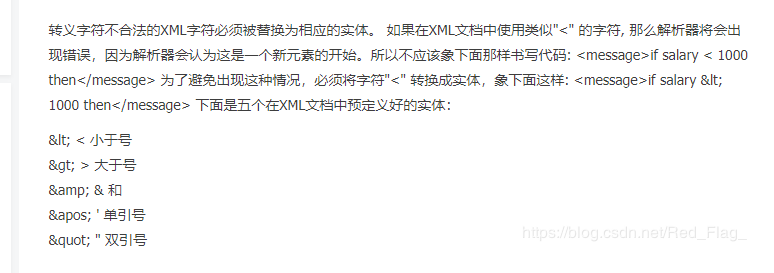 转义字符不合法的XML字符必须被替换为相应的实体。 如果在XML文档中使用类似"<" 的字符, 那么解析器将会出
现错误，因为解析器会认为这是一个新元素的开始。所以不应该象下面那样书写代码: <message>if salary < 1000
then</message> 为了避免出现这种情况，必须将字符"<" 转换成实体，象下面这样: <message>if salary &lt;
1000 then</message> 下面是五个在XML文档中预定义好的实体：
&lt; < 小于号
&gt; > 大于号
&amp; & 和
&apos; ' 单引号
&quot; " 双引号
https://blog.csdn.net/Red_Flag_